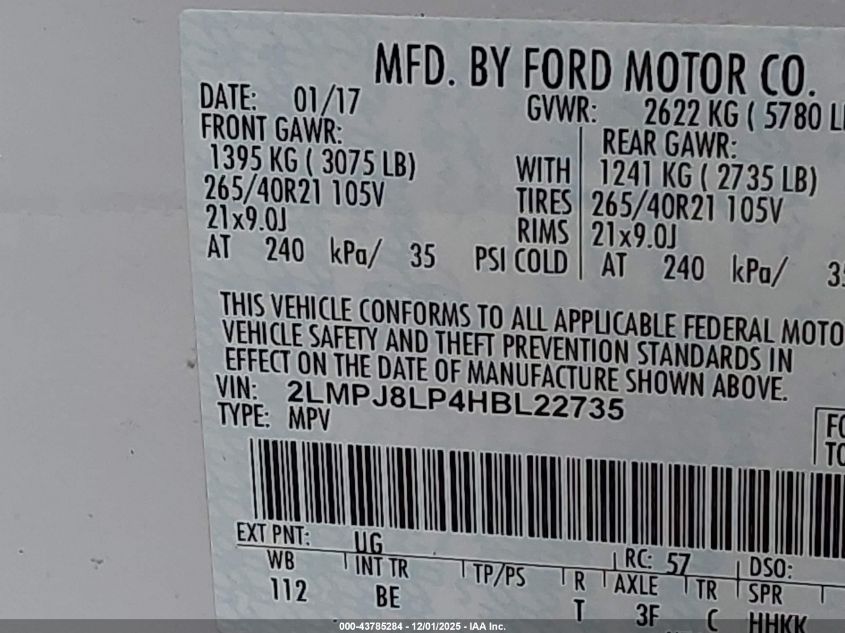 MFD. BY FORD MOTOR CO.
DATE: 01/17 GVWR: 2622 KG ( 5780 L
FRONT GAWR: REAR GAWR:
1395 KG ( 3075 LB) WITH 1241 KG ( 2735 LB)
265/40R21 105V TIRES 265/40R21 105V
21x9.0J RIMS 21x9.0J
AT 240 kPa/ 35 PSI COLD AT 240 kPa/ 35
THIS VEHICLE CONFORMS TO ALL APPLICABLE FEDERAL MOTO
VEHICLE SAFETY AND THEFT PREVENTION STANDARDS IN
EFFECT ON THE DATE OF MANUFACTURE SHOWN ABOVE.
VIN: 2LMPJ8LP4HBL22735
TYPE: MPV
FO
TO
EXT PNT: UG RC: 57 DSO:
WB INT TR TP/PS R AXLE TR SPR
112 BE T 3F C HHKK
000-43785284 - 12/01/2025 - IAA Inc.